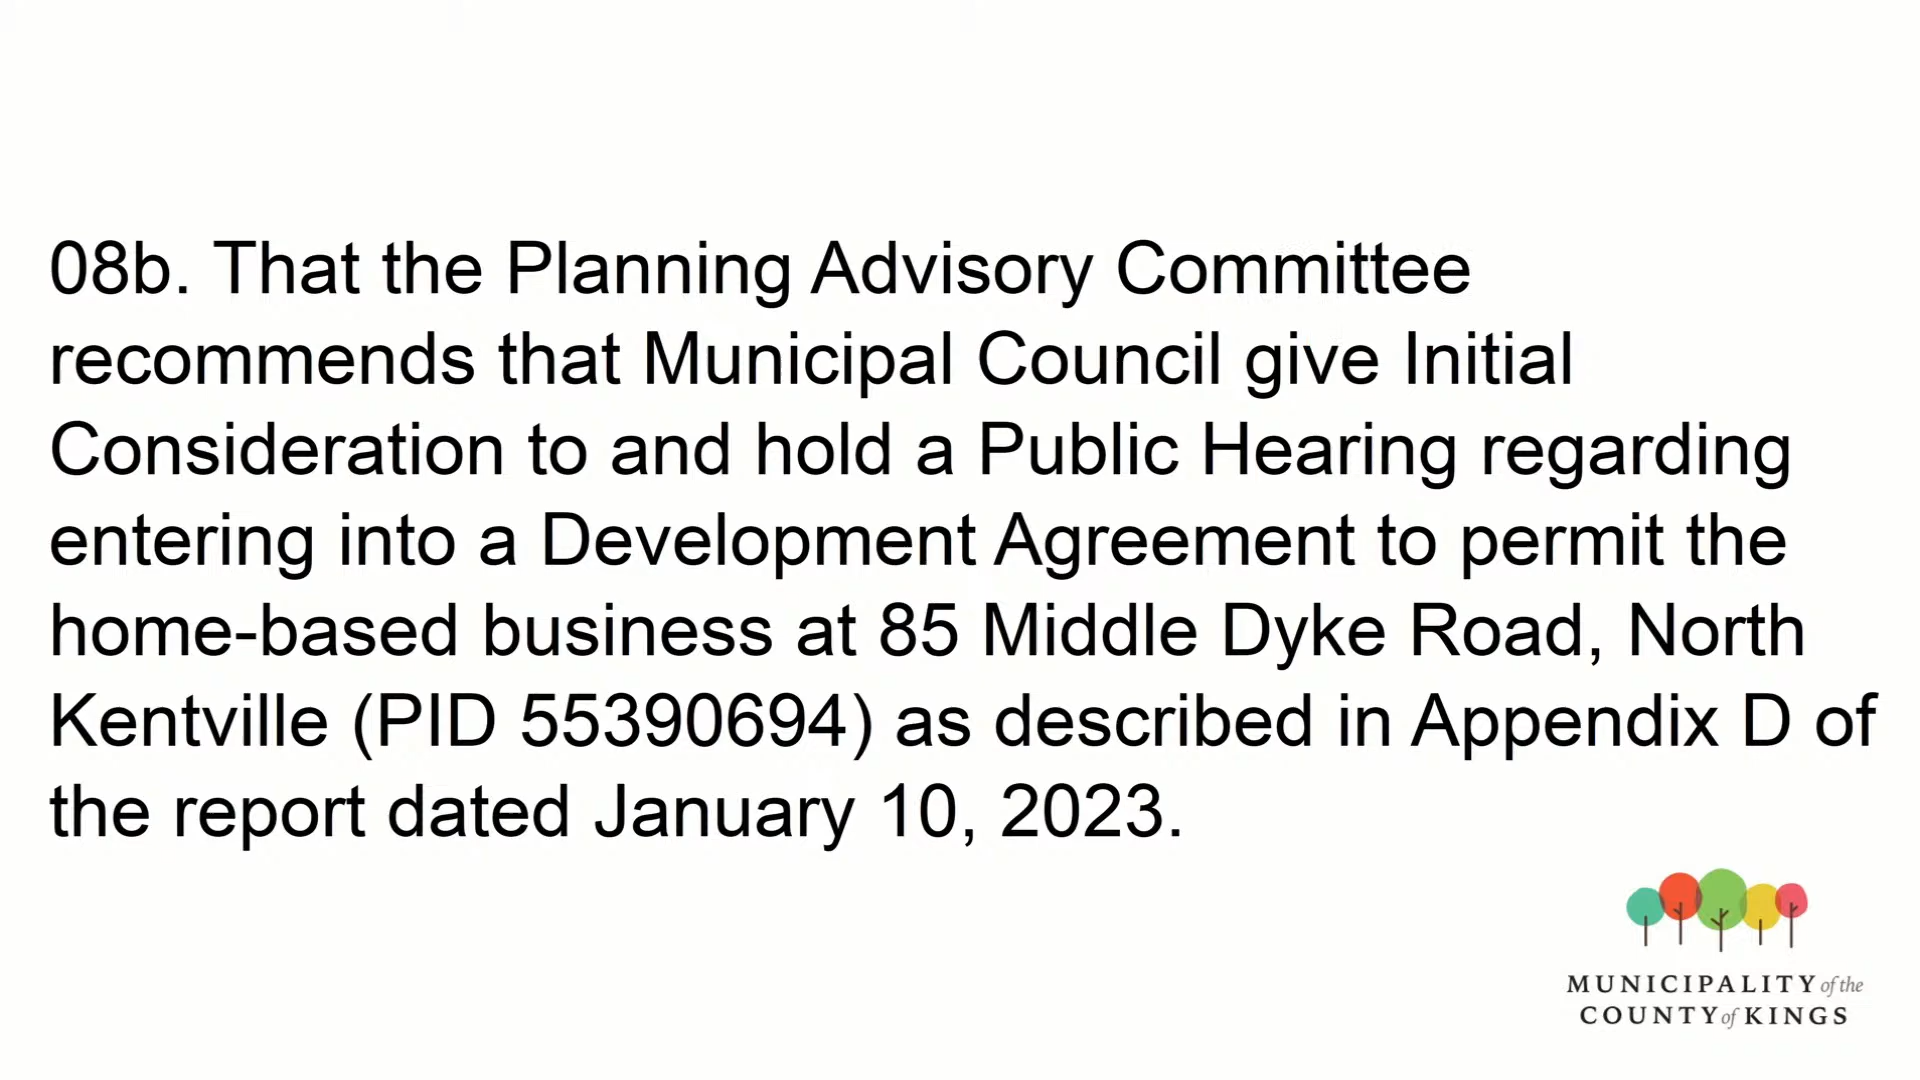 08b. That the Planning Advisory Committee
recommends that Municipal Council give Initial
Consideration to and hold a Public Hearing regarding
entering into a Development Agreement to permit the
home-based business at 85 Middle Dyke Road, North
Kentville (PID 55390694) as described in Appendix D of
the report dated January 10, 2023.
MUNICIPALITY of the
COUNTY of KINGS